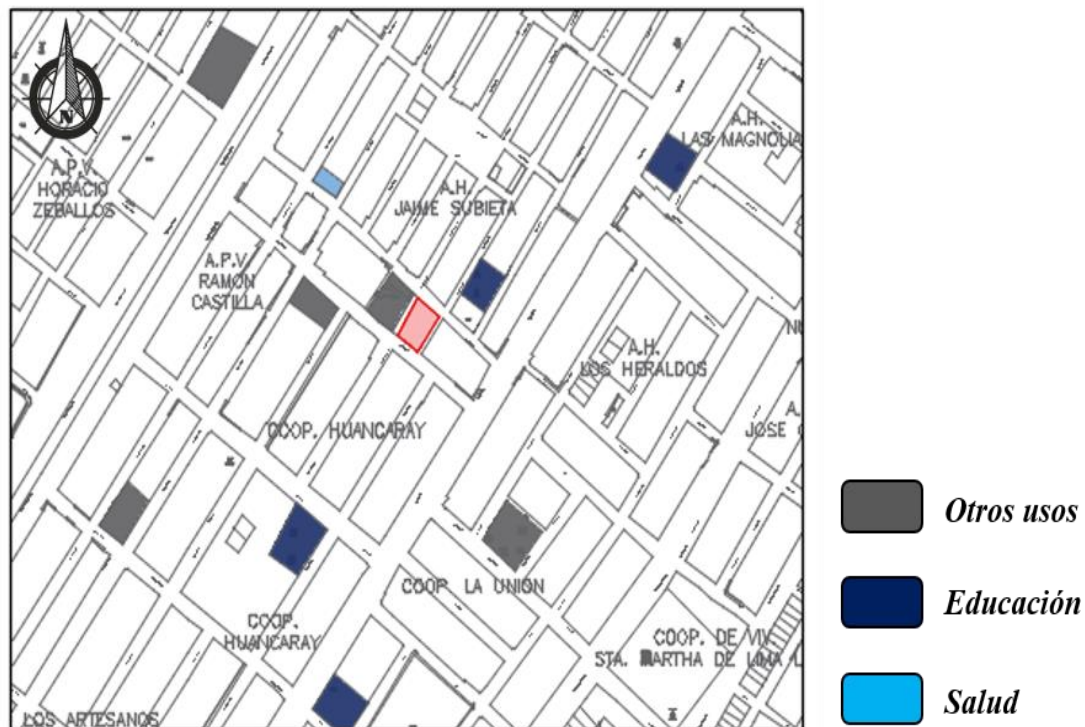 N
A.H.
LAS MAGNOLIA
A.P.V.
HORACIO
ZEBALLOS
A.H.
JAIME SUBIETA
A.P.V.
RAMON
CASTILLA
A.H.
LOS HERALDOS
A.
JOSE
COOP. HUANCARAY
Otros usos
COOP. LA UNION
Educación
COOP.
HUANCARAY
COOP. DE VIV.
STA. MARTHA DE LIMA
Salud
LOS ARTESANOS